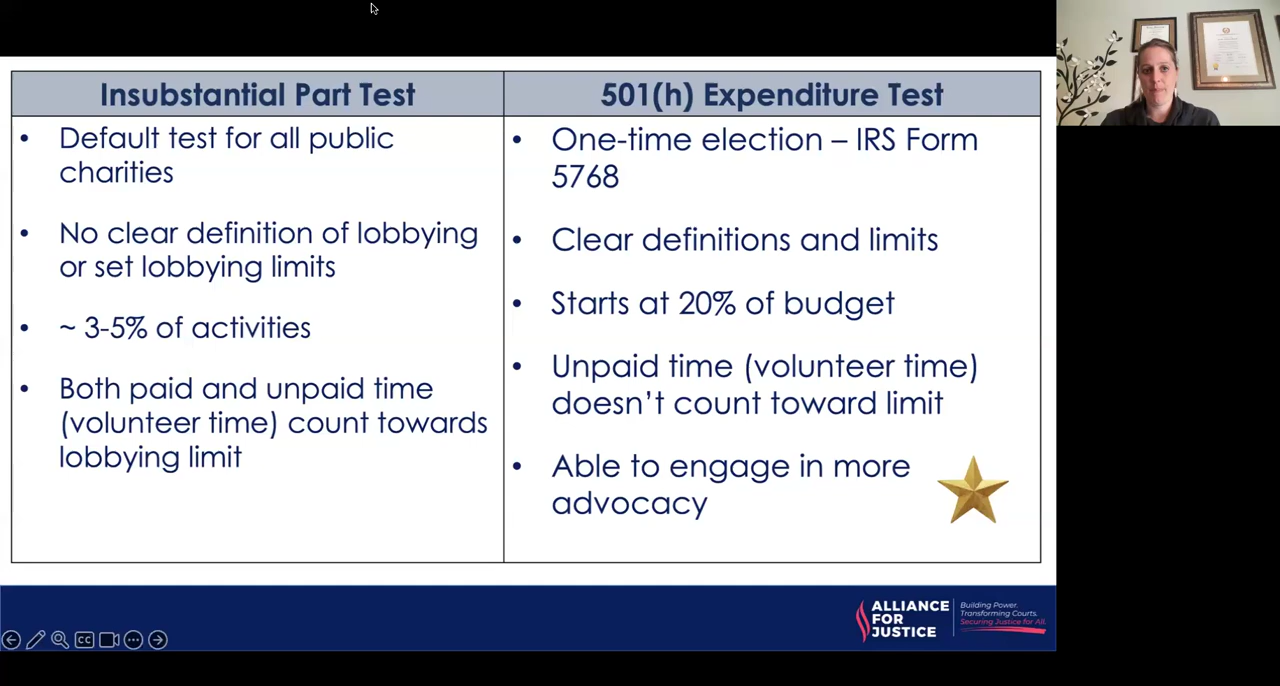 Insubstantial Part Test
• Default test for all public
charities
• No clear definition of lobbying
or set lobbying limits
• ~ 3-5% of activities
• Both paid and unpaid time
(volunteer time) count towards
lobbying limit
501(h) Expenditure Test
• One-time election – IRS Form
5768
• Clear definitions and limits
• Starts at 20% of budget
• Unpaid time (volunteer time)
doesn’t count toward limit
• Able to engage in more
advocacy
CC
ALLIANCE
FOR
JUSTICE
Building Power.
Transforming Courts.
Securing Justice for All.